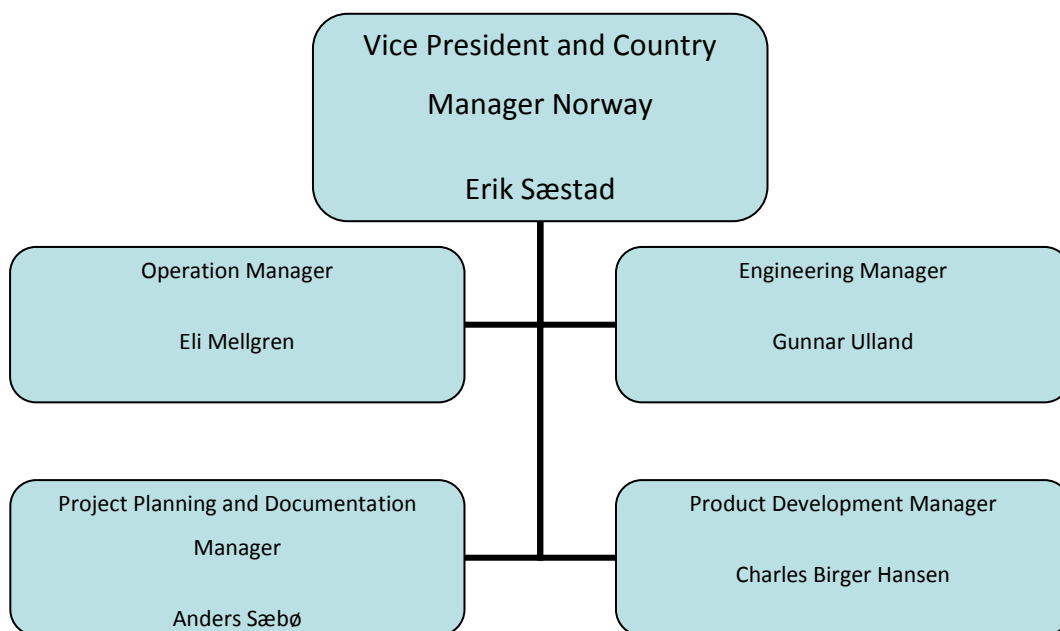 Vice President and Country
Manager Norway
Erik Sæstad
Operation Manager
Eli Mellgren
Engineering Manager
Gunnar Ulland
Project Planning and Documentation
Manager
Anders Sæbø
Product Development Manager
Charles Birger Hansen